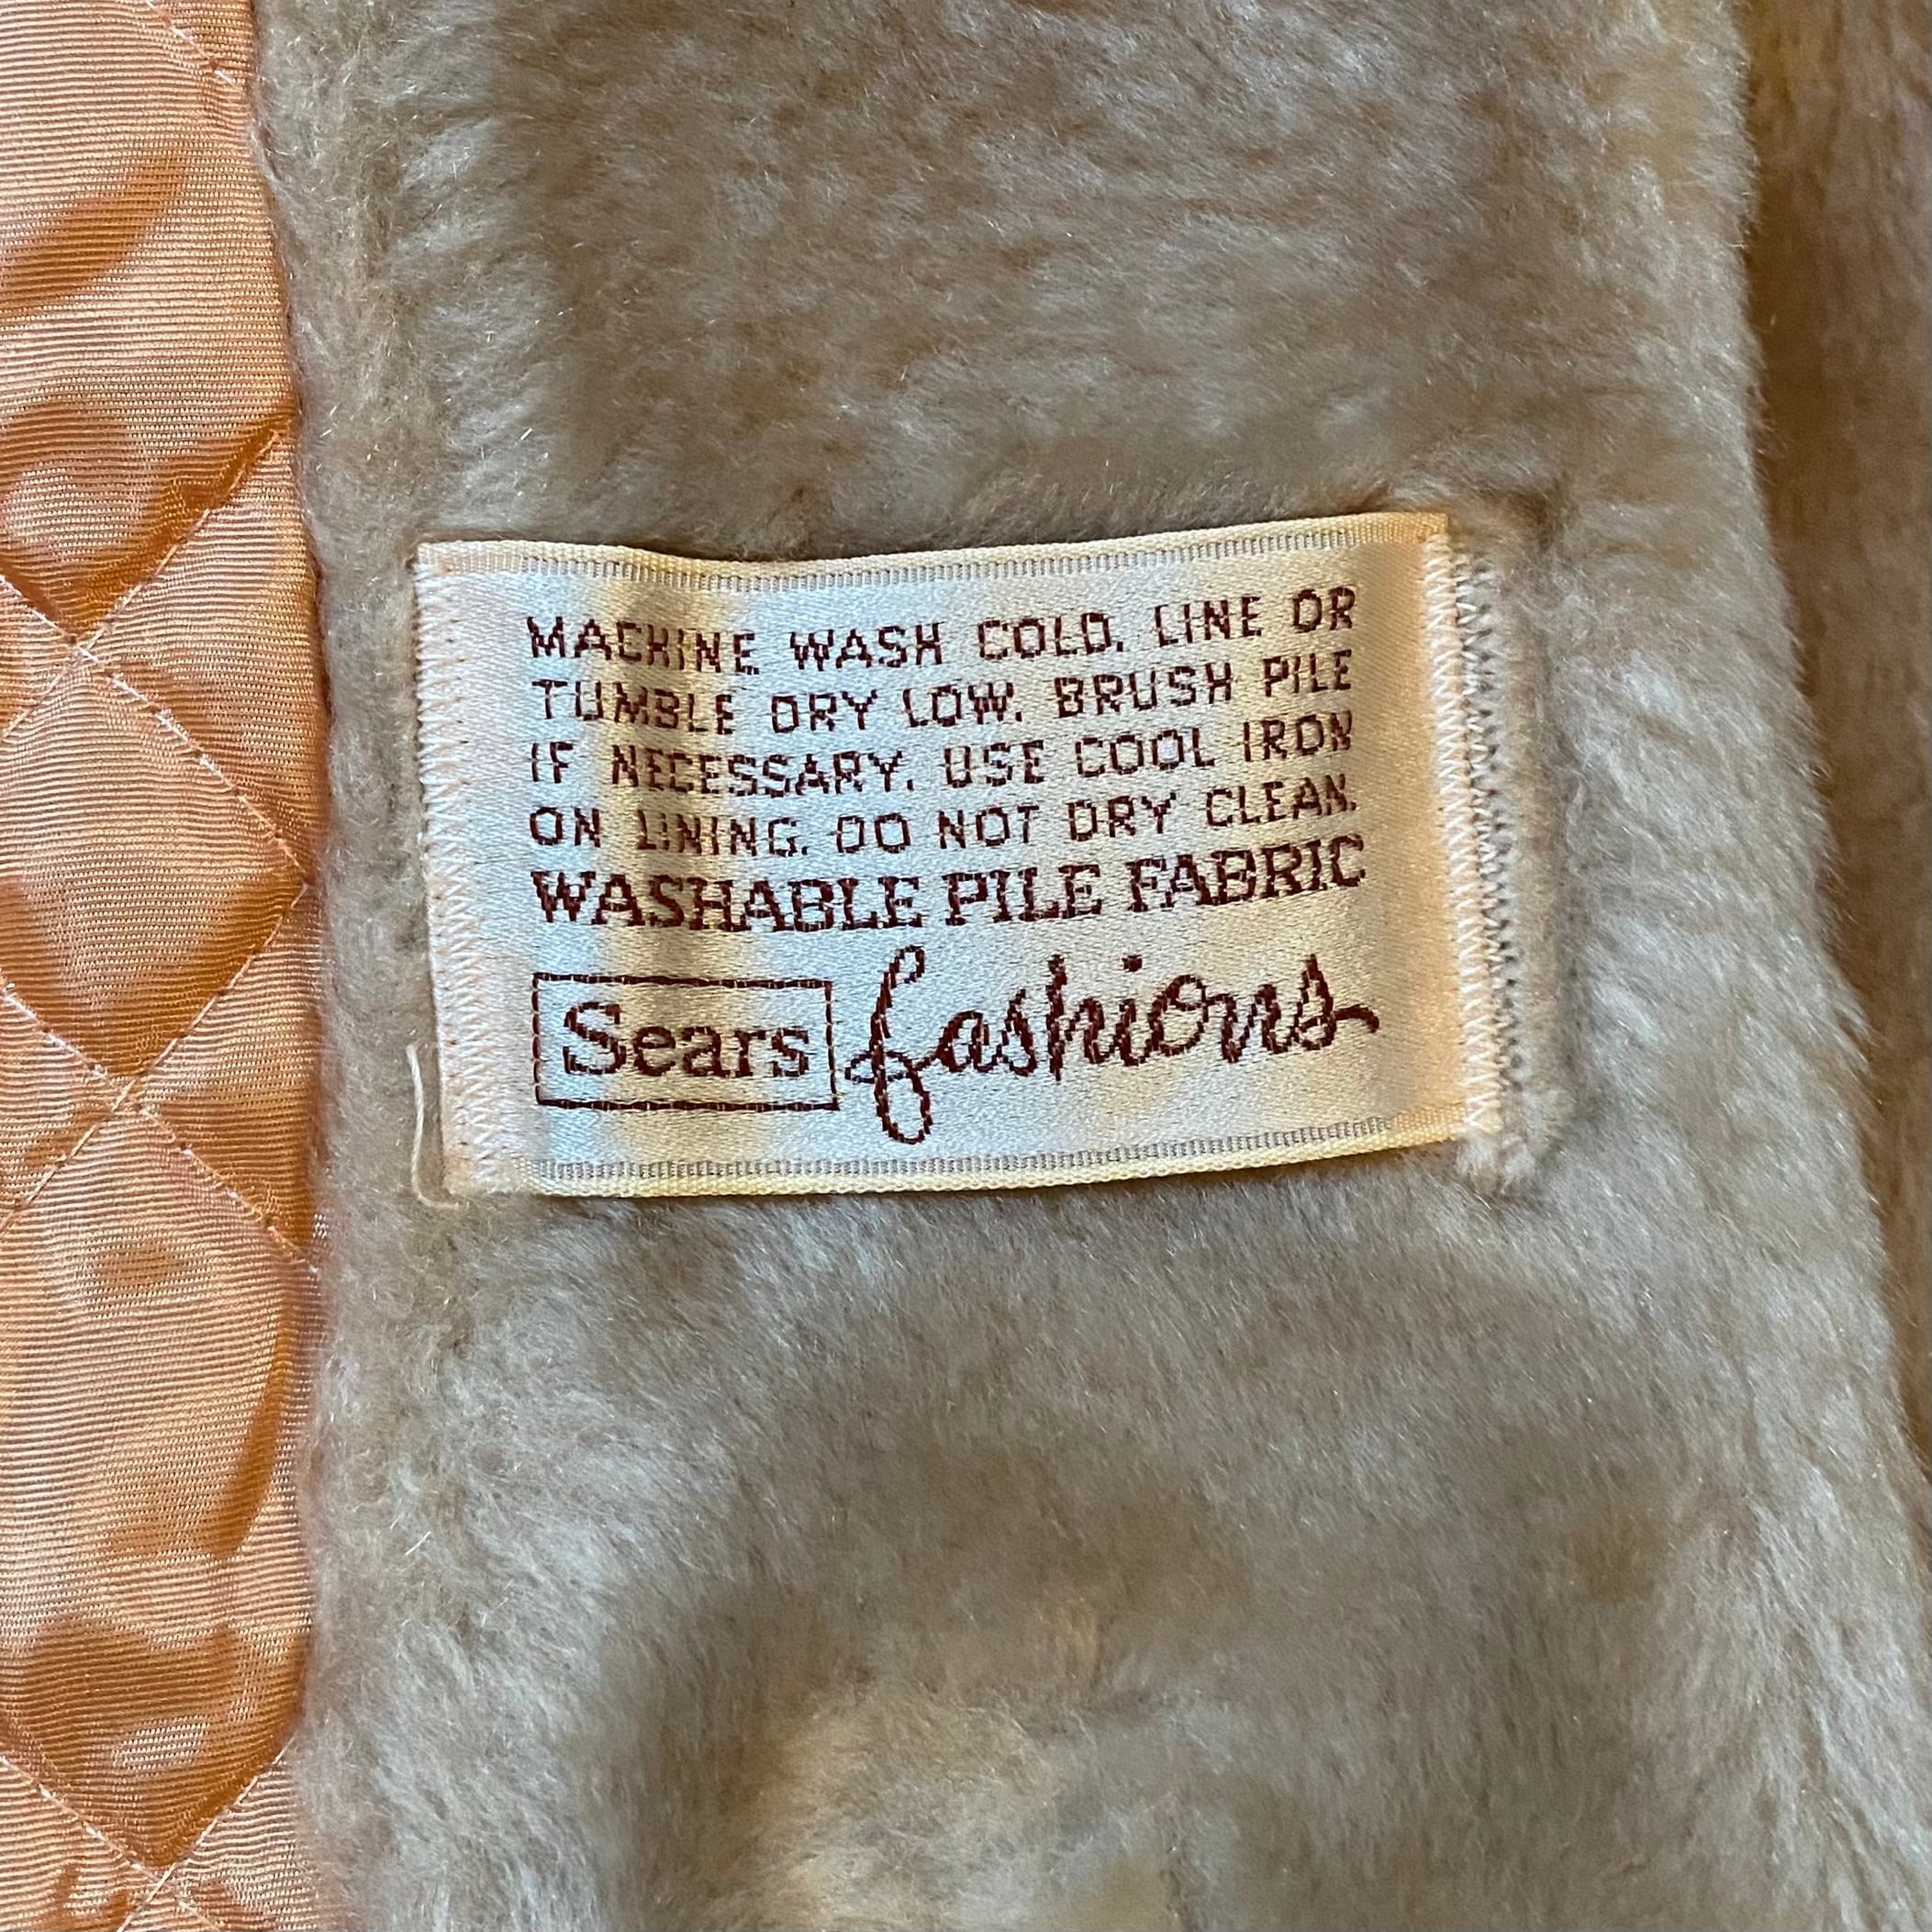 MACHINE WASH COLD. LINE OR
TUMBLE DRY LOW. BRUSH PILE
IF NECESSARY. USE COOL IRON
ON LINING. DO NOT DRY CLEAN.
WASHABLE PILE FABRIC
Sears fashions